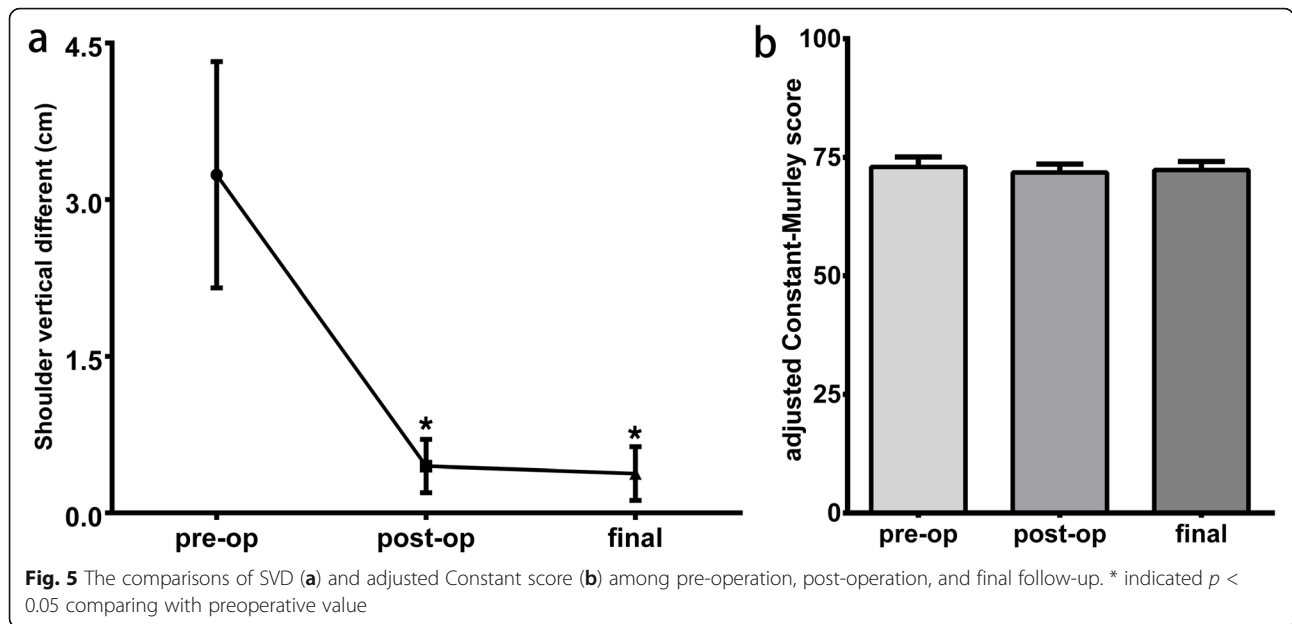 a
Shoulder vertical different (cm)
4.5
3.0
1.5
0.0
pre-op
post-op
final
*
*
b
adjusted Constant-Murley score
100
75
50
25
0
pre-op
post-op
final
Fig. 5 The comparisons of SVD (a) and adjusted Constant score (b) among pre-operation, post-operation, and final follow-up. * indicated p <
0.05 comparing with preoperative value